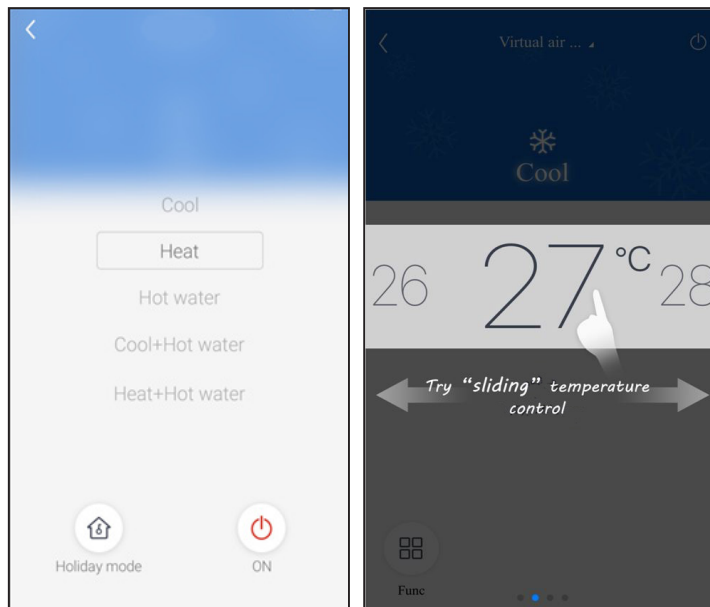 Cool
Heat
Hot water
Cool+Hot water
Heat+Hot water
Holiday mode
ON
Virtual air ...
Cool
26
27°C
28
Try “sliding” temperature
control
Func